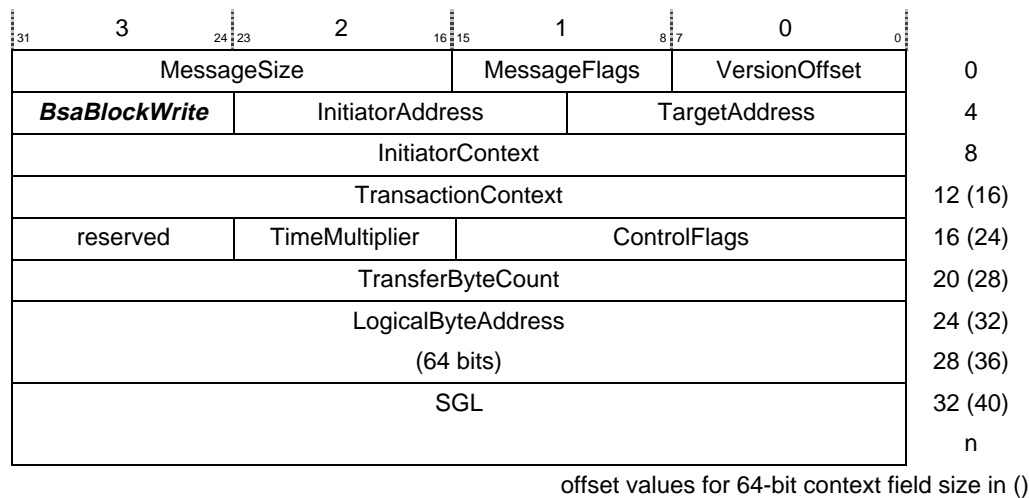 3 2 1 0
31 24 23 16 15 8 7 0
MessageSize MessageFlags VersionOffset 0
BsaBlockWrite InitiatorAddress TargetAddress 4
InitiatorContext 8
TransactionContext 12 (16)
reserved TimeMultiplier ControlFlags 16 (24)
TransferByteCount 20 (28)
LogicalByteAddress 24 (32)
(64 bits) 28 (36)
SGL 32 (40)
n
offset values for 64-bit context field size in ()